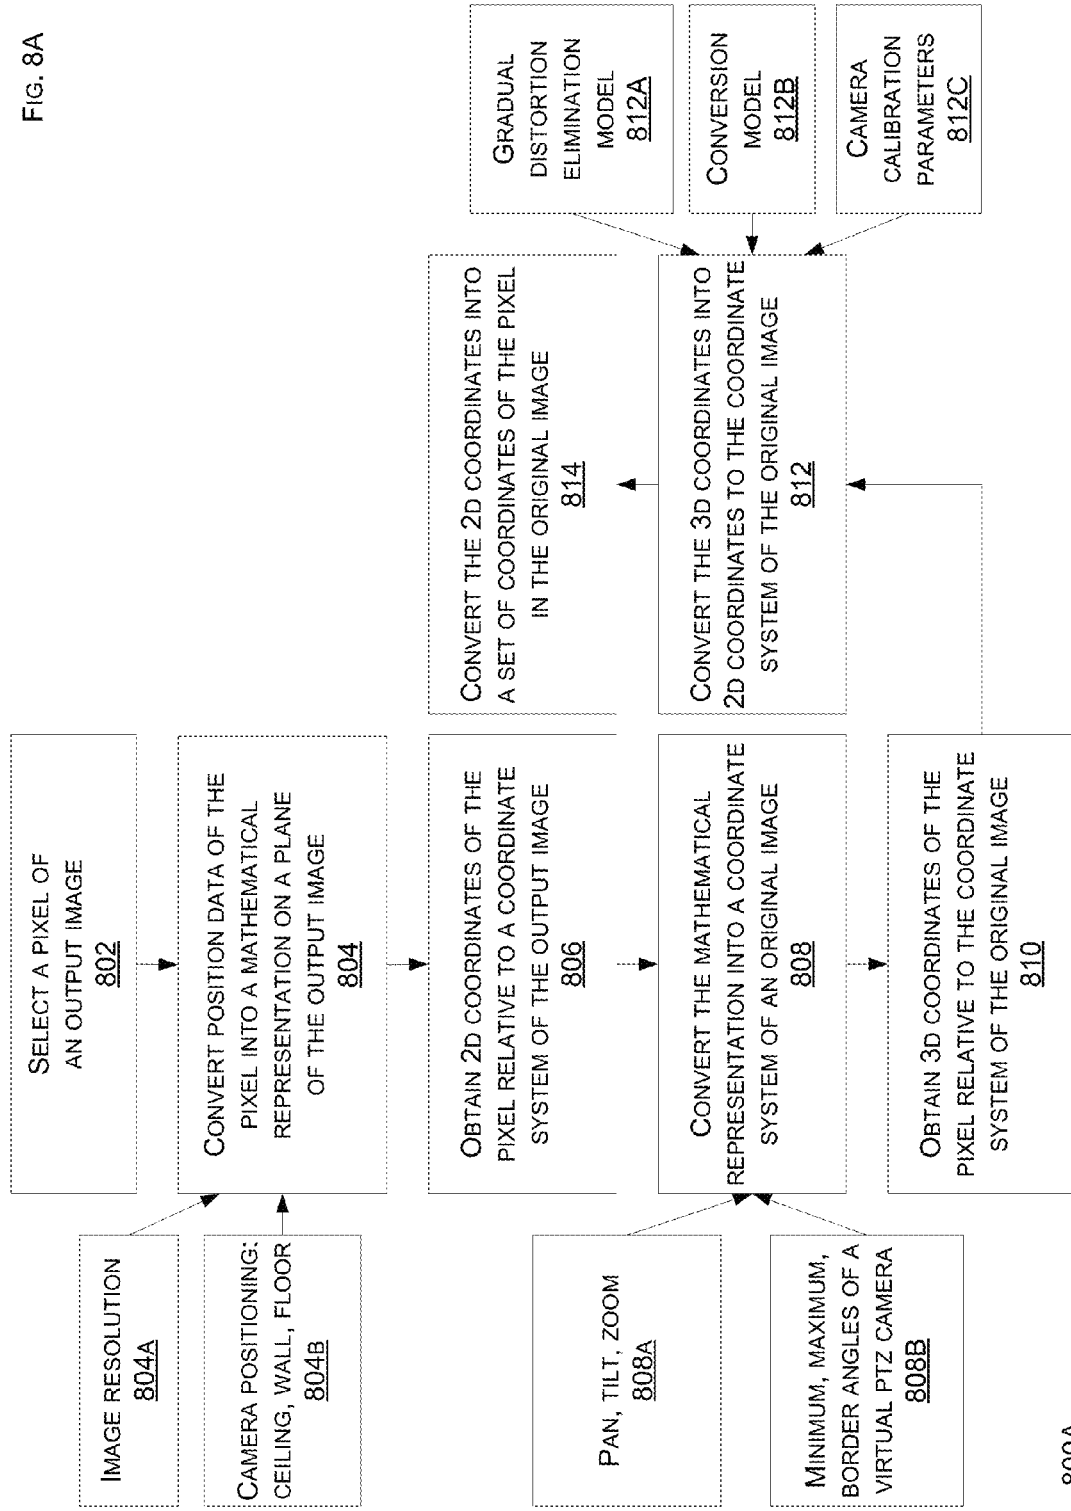 FIG. 8A
SELECT A PIXEL OF
AN OUTPUT IMAGE
802
IMAGE RESOLUTION
804A
CAMERA POSITIONING:
CEILING, WALL, FLOOR
804B
CONVERT POSITION DATA OF THE
PIXEL INTO A MATHEMATICAL
REPRESENTATION ON A PLANE
OF THE OUTPUT IMAGE
804
OBTAIN 2D COORDINATES OF THE
PIXEL RELATIVE TO A COORDINATE
SYSTEM OF THE OUTPUT IMAGE
806
PAN, TILT, ZOOM
808A
MINIMUM, MAXIMUM,
BORDER ANGLES OF A
VIRTUAL PTZ CAMERA
808B
CONVERT THE MATHEMATICAL
REPRESENTATION INTO A COORDINATE
SYSTEM OF AN ORIGINAL IMAGE
808
OBTAIN 3D COORDINATES OF THE
PIXEL RELATIVE TO THE COORDINATE
SYSTEM OF THE ORIGINAL IMAGE
810
CONVERT THE 2D COORDINATES INTO
A SET OF COORDINATES OF THE PIXEL
IN THE ORIGINAL IMAGE
814
CONVERT THE 3D COORDINATES INTO
2D COORDINATES TO THE COORDINATE
SYSTEM OF THE ORIGINAL IMAGE
812
GRADUAL
DISTORTION
ELIMINATION
MODEL
812A
CONVERSION
MODEL
812B
CAMERA
CALIBRATION
PARAMETERS
812C